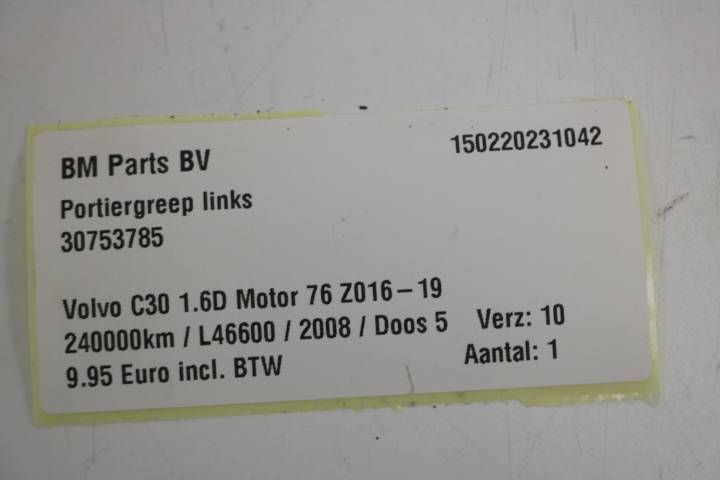 BM Parts BV
150220231042
Portiergreep links
30753785
Volvo C30 1.6D Motor 76 Z016-19
240000km / L46600 / 2008 / Doos 5
Verz: 10
9.95 Euro incl. BTW
Aantal: 1